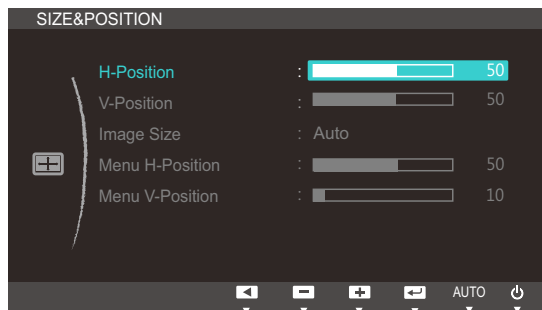 SIZE&POSITION
H-Position : 50
V-Position : 50
Image Size : Auto
Menu H-Position : 50
Menu V-Position : 10
AUTO